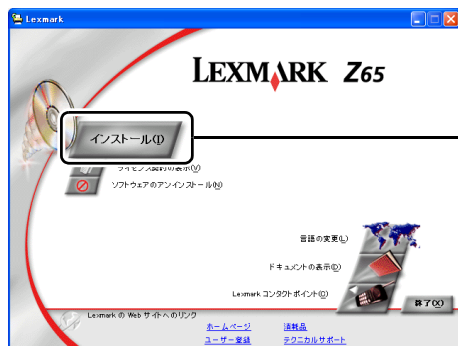 Lexmark
LEXMARK Z65
インストール(I)
ライセンス契約の表示(V)
ソフトウェアのアンインストール(N)
言語の変更(L)
ドキュメントの表示(D)
Lexmark コンタクトポイント(C)
終了(X)
Lexmark の Web サイトへのリンク
ホームページ 消耗品
ユーザー登録 テクニカルサポート